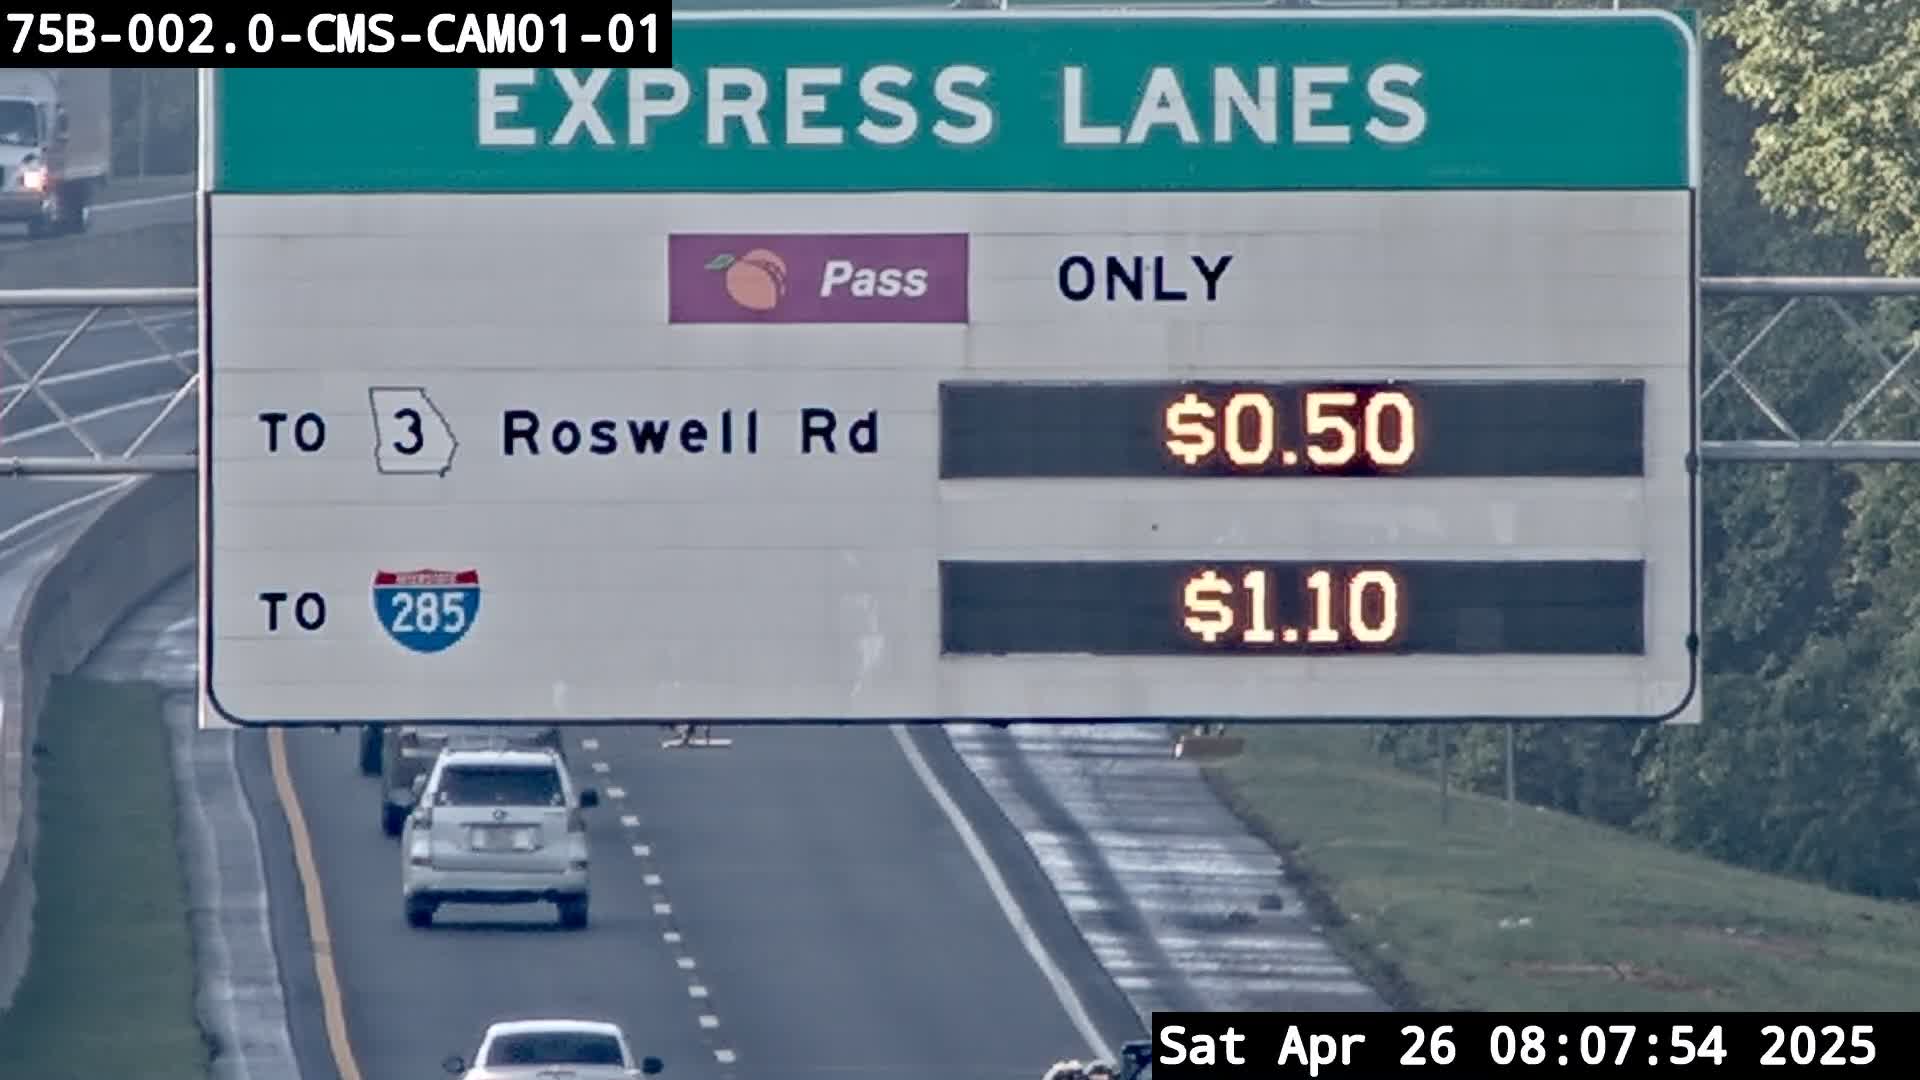 75B-002.0-CMS-CAM01-01
EXPRESS LANES
Pass ONLY
TO 3 Roswell Rd $0.50
TO 285 $1.10
Sat Apr 26 08:07:54 2025